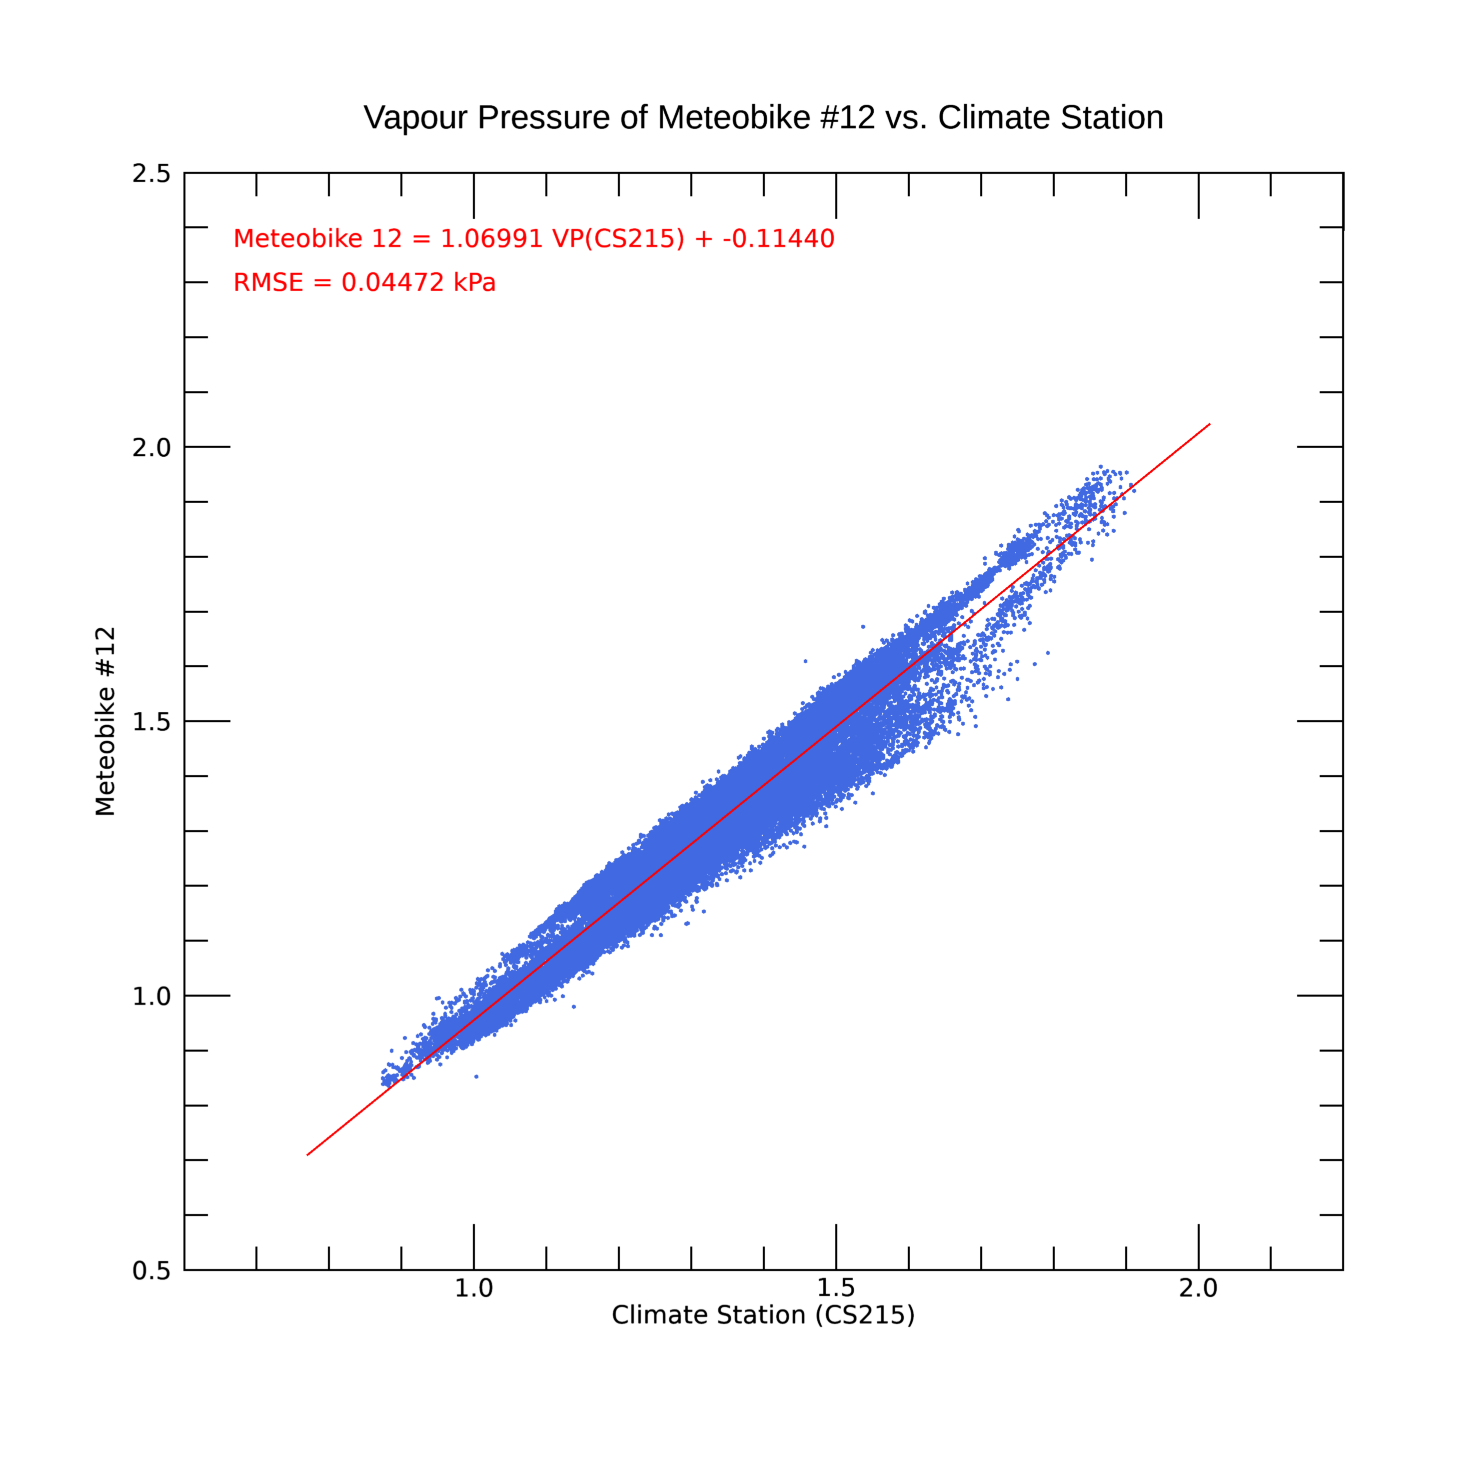 Vapour Pressure of Meteobike #12 vs. Climate Station
2.5
Meteobike 12 = 1.06991 VP(CS215) + -0.11440
RMSE = 0.04472 kPa
2.0
Meteobike #12
1.5
1.0
0.5
1.0 1.5 2.0
Climate Station (CS215)